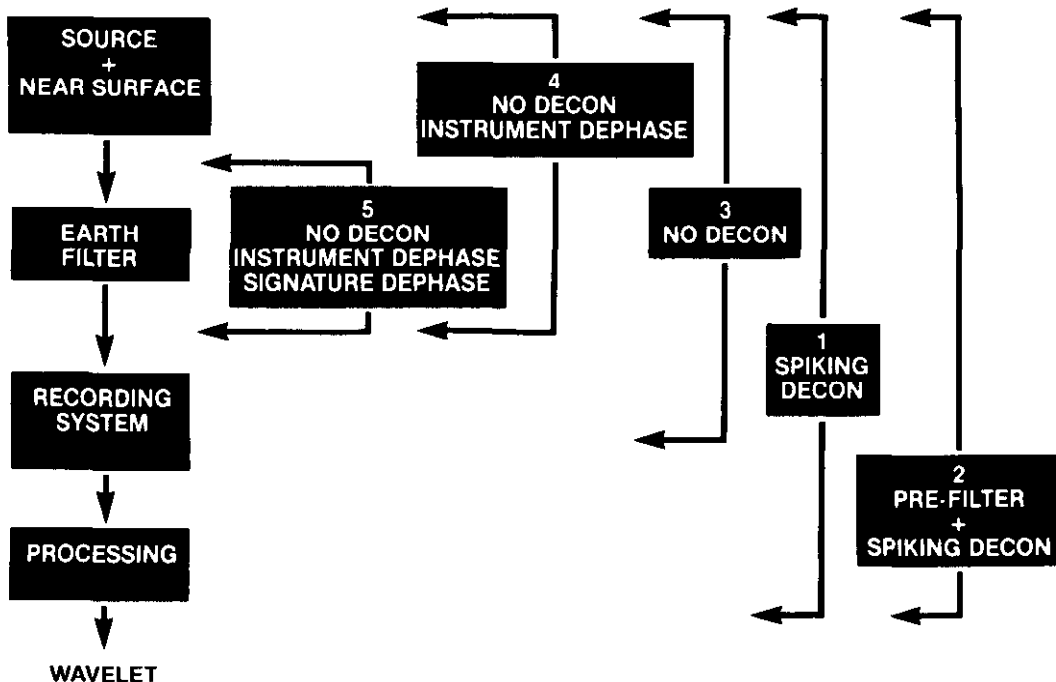 SOURCE
+
NEAR SURFACE
EARTH
FILTER
RECORDING
SYSTEM
PROCESSING
WAVELET
5
NO DECON
INSTRUMENT DEPHASE
SIGNATURE DEPHASE
4
NO DECON
INSTRUMENT DEPHASE
3
NO DECON
1
SPIKING
DECON
2
PRE-FILTER
+
SPIKING DECON